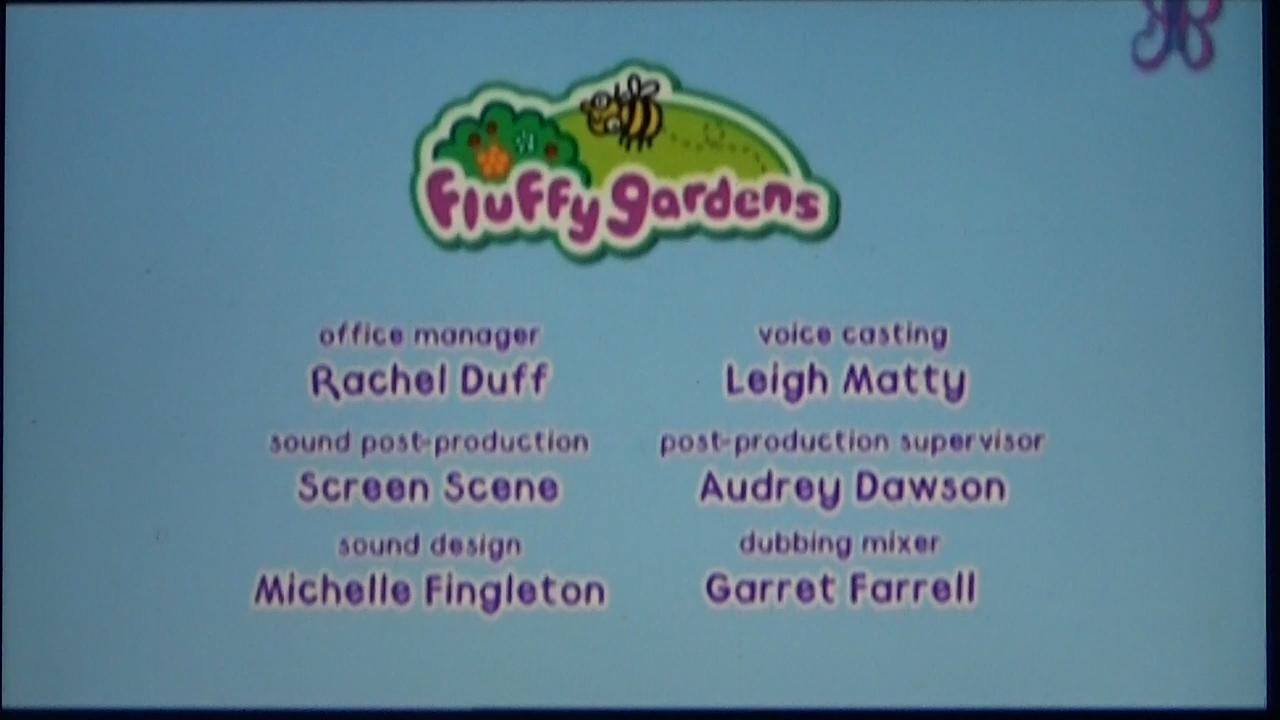 fluffy gardens
office manager
Rachel Duff
voice casting
Leigh Matty
sound post-production
Screen Scene
post-production supervisor
Audrey Dawson
sound design
Michelle Fingleton
dubbing mixer
Garret Farrell